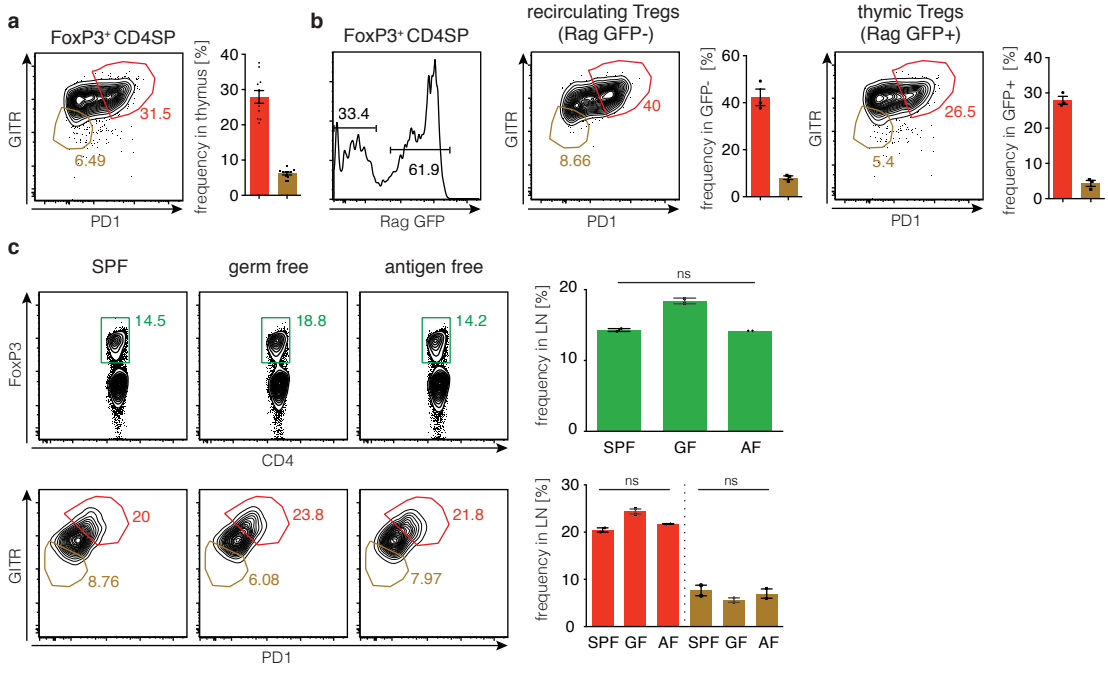 a
FoxP3⁺ CD4SP
GITR
31.5
6.49
PD1
frequency in thymus [%]
40
30
20
10
0
b
FoxP3⁺ CD4SP
33.4
61.9
Rag GFP
recirculating Tregs
(Rag GFP-)
GITR
40
8.66
PD1
frequency in GFP- [%]
60
40
20
0
thymic Tregs
(Rag GFP+)
GITR
26.5
5.4
PD1
frequency in GFP+ [%]
40
30
20
10
0
c
SPF
germ free
antigen free
FoxP3
14.5
18.8
14.2
CD4
frequency in LN [%]
20
10
0
ns
SPF GF AF
GITR
20
8.76
23.8
6.08
21.8
7.97
PD1
frequency in LN [%]
30
20
10
0
ns
ns
SPF GF AF SPF GF AF